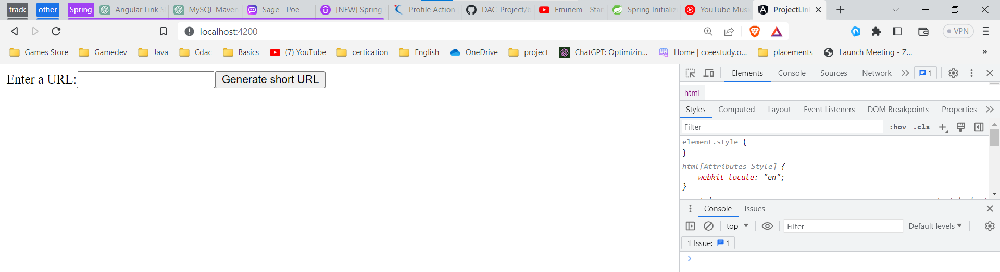 track other Spring Angular Link S MySQL Maven Sage - Poe [NEW] Spring Profile Action DAC_Project/b Eminem - Star Spring Initializ YouTube Musi ProjectLin
localhost:4200 VPN
Games Store Gamedev Java Cdac Basics (7) YouTube certication English OneDrive project ChatGPT: Optimizin... Home | cceestudy.o... placements Launch Meeting - Z... »
Enter a URL: Generate short URL
Elements Console Sources Network 1
html
Styles Computed Layout Event Listeners DOM Breakpoints Properties
Filter :hov .cls
element.style {
}
html[Attributes Style] {
-webkit-locale: "en";
}
Console Issues
top Filter Default levels
1 Issue: 1